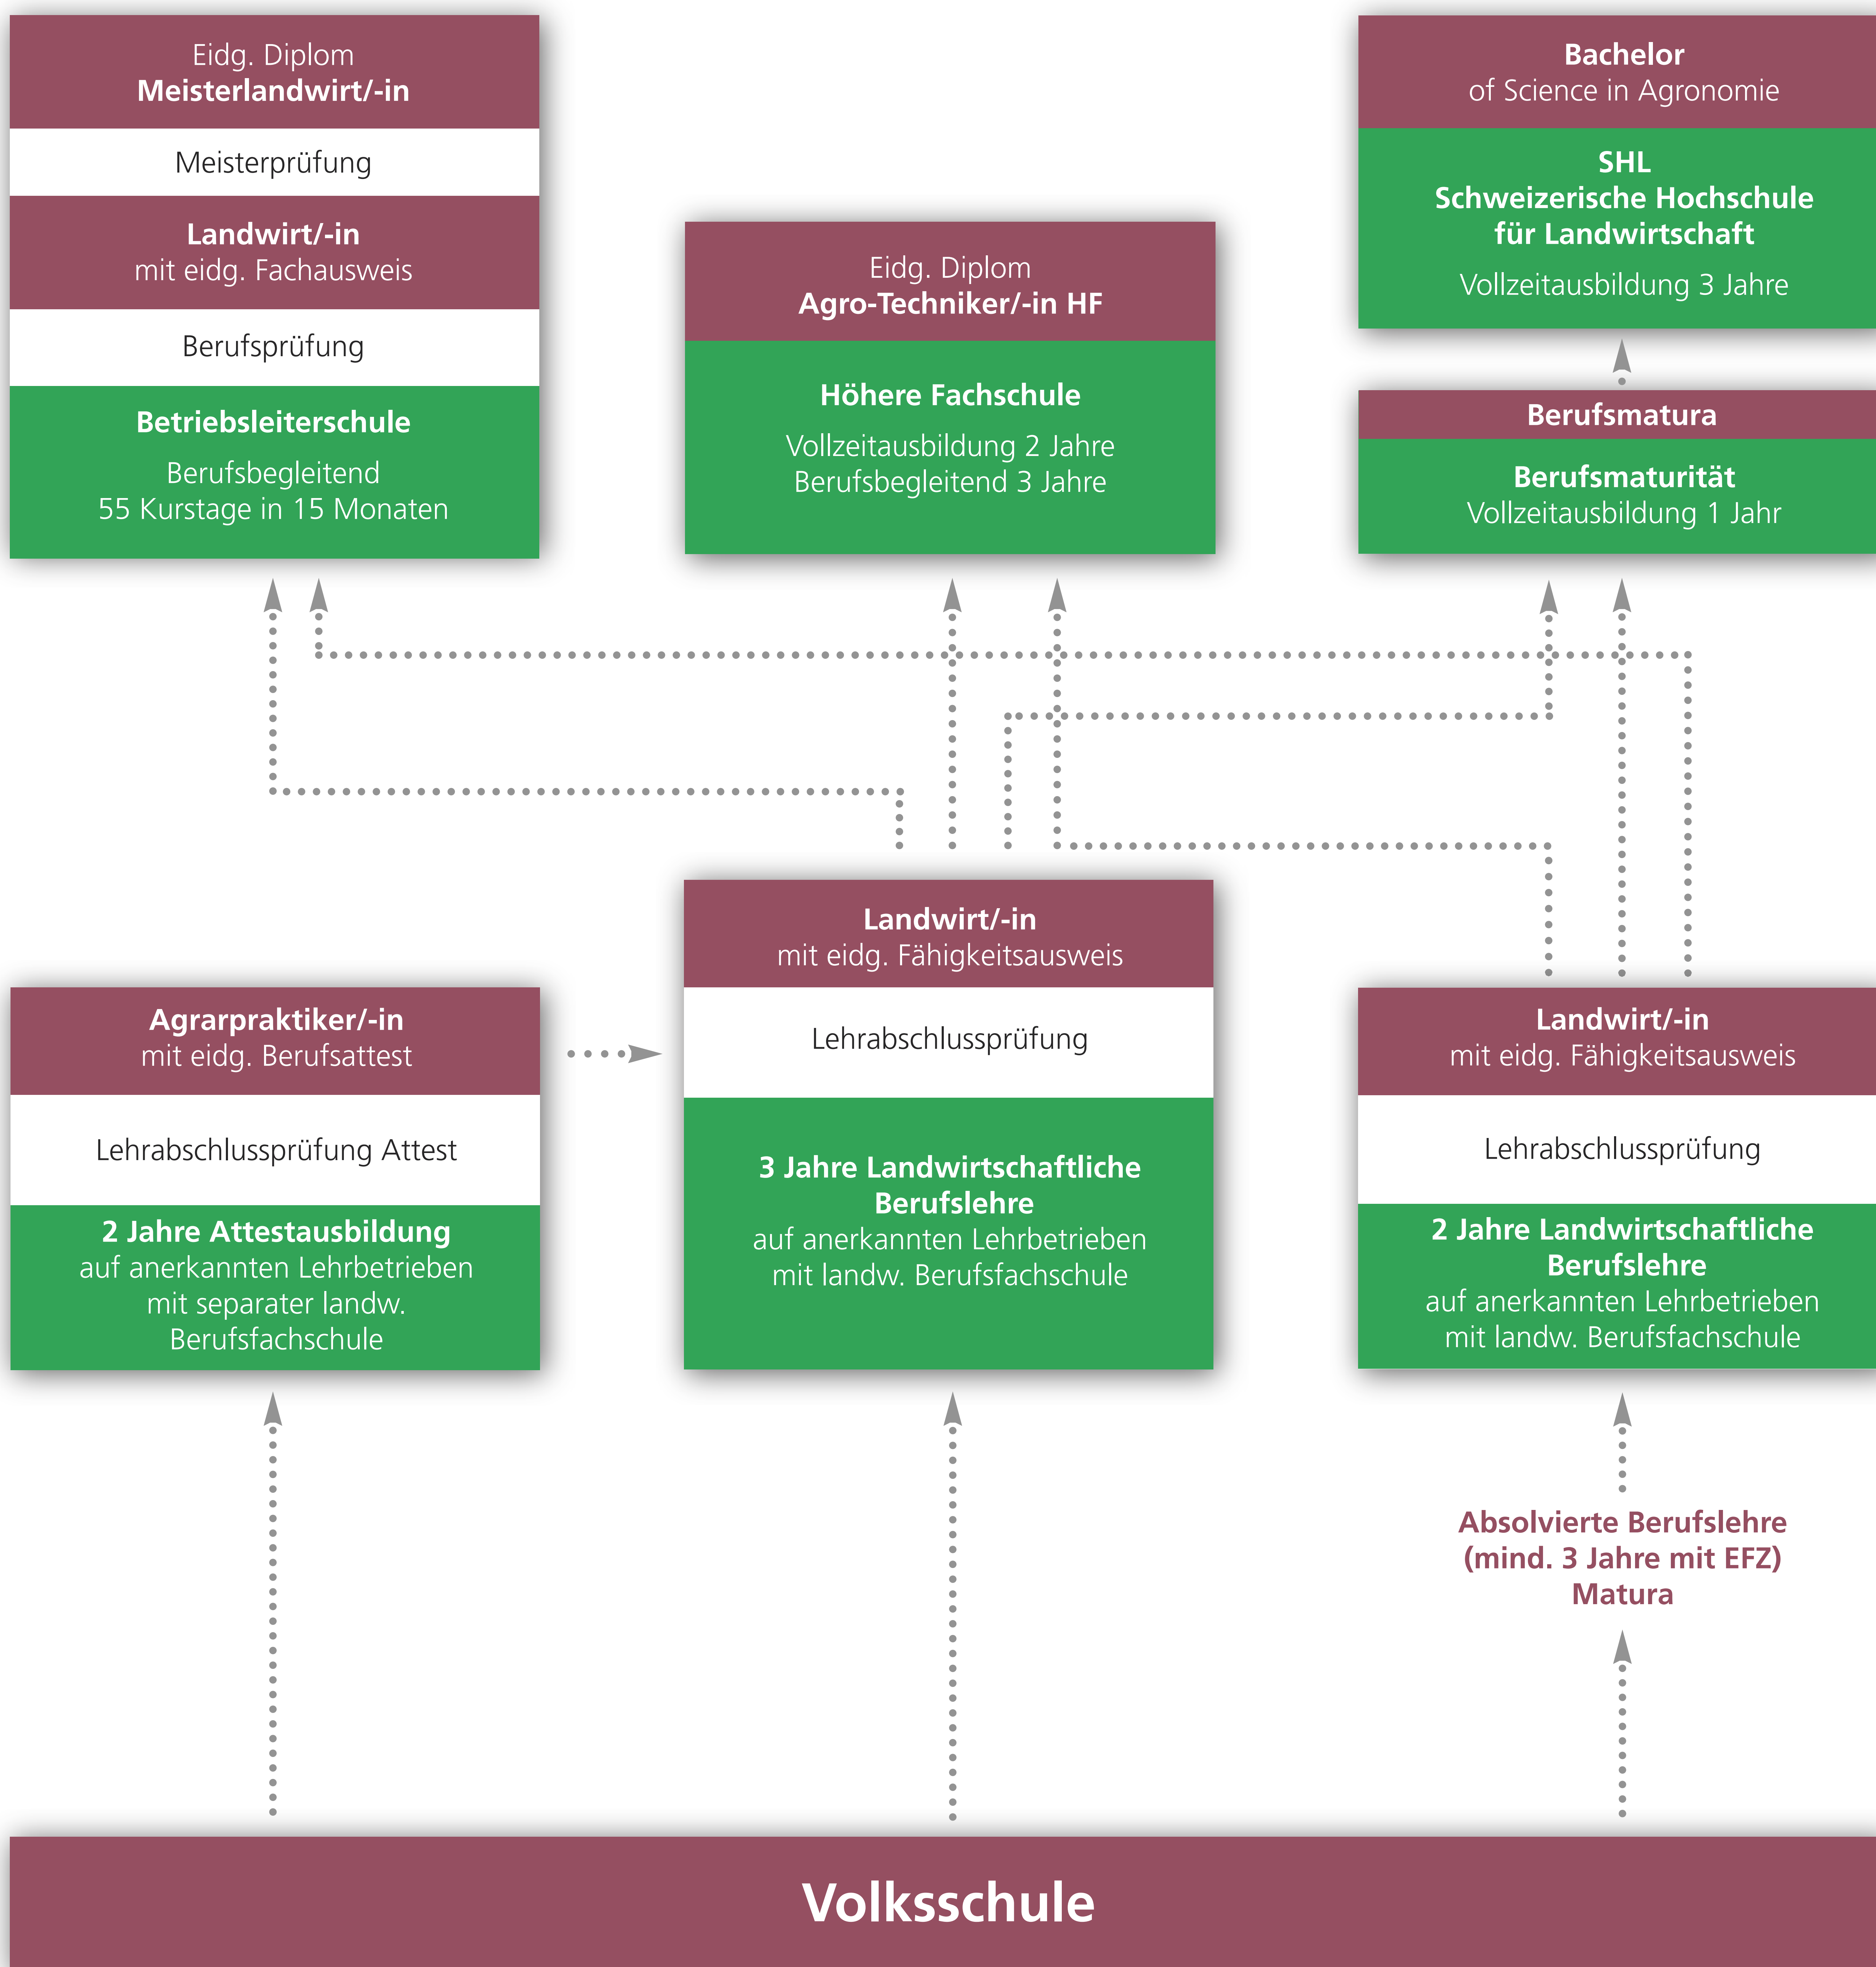 Eidg. Diplom
Meisterlandwirt/-in
Meisterprüfung
Landwirt/-in
mit eidg. Fachausweis
Berufsprüfung
Betriebsleiterschule
Berufsbegleitend
55 Kurstage in 15 Monaten
Eidg. Diplom
Agro-Techniker/-in HF
Höhere Fachschule
Vollzeitausbildung 2 Jahre
Berufsbegleitend 3 Jahre
Bachelor
of Science in Agronomie
SHL
Schweizerische Hochschule
für Landwirtschaft
Vollzeitausbildung 3 Jahre
Berufsmatura
Berufsmaturität
Vollzeitausbildung 1 Jahr
Agrarpraktiker/-in
mit eidg. Berufsattest
Lehrabschlussprüfung Attest
2 Jahre Attestausbildung
auf anerkannten Lehrbetrieben
mit separater landw.
Berufsfachschule
Landwirt/-in
mit eidg. Fähigkeitsausweis
Lehrabschlussprüfung
3 Jahre Landwirtschaftliche
Berufslehre
auf anerkannten Lehrbetrieben
mit landw. Berufsfachschule
Landwirt/-in
mit eidg. Fähigkeitsausweis
Lehrabschlussprüfung
2 Jahre Landwirtschaftliche
Berufslehre
auf anerkannten Lehrbetrieben
mit landw. Berufsfachschule
Absolvierte Berufslehre
(mind. 3 Jahre mit EFZ)
Matura
Volksschule